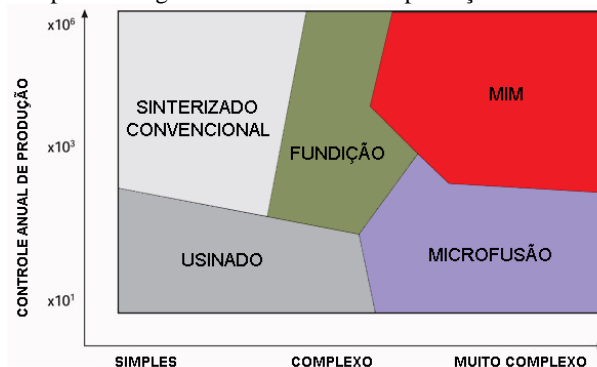 x10⁶
x10³
x10¹
CONTROLE ANUAL DE PRODUÇÃO
SINTERIZADO
CONVENCIONAL
FUNDIÇÃO
MIM
USINADO
MICROFUSÃO
SIMPLES
COMPLEXO
MUITO COMPLEXO